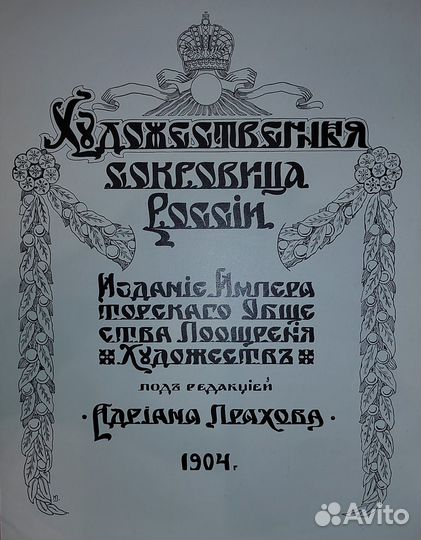 Художественныя
сокровища
Россіи
Изданіе Импера
торскаго Обще
ства Поощренія
Художествъ
подъ редакціей
· Адріана Прахова ·
1904 г.
Avito